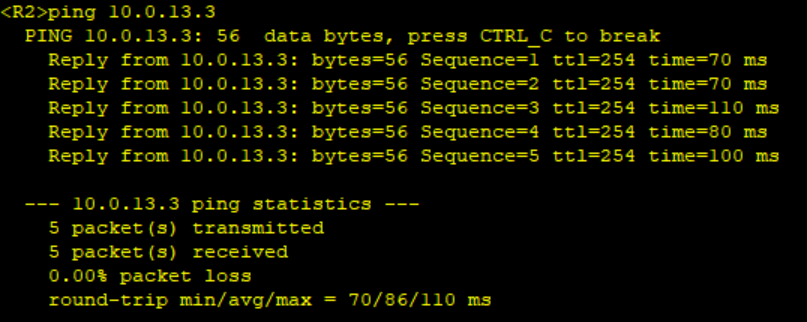 <R2>ping 10.0.13.3
PING 10.0.13.3: 56  data bytes, press CTRL_C to break
Reply from 10.0.13.3: bytes=56 Sequence=1 ttl=254 time=70 ms
Reply from 10.0.13.3: bytes=56 Sequence=2 ttl=254 time=70 ms
Reply from 10.0.13.3: bytes=56 Sequence=3 ttl=254 time=110 ms
Reply from 10.0.13.3: bytes=56 Sequence=4 ttl=254 time=80 ms
Reply from 10.0.13.3: bytes=56 Sequence=5 ttl=254 time=100 ms
--- 10.0.13.3 ping statistics ---
5 packet(s) transmitted
5 packet(s) received
0.00% packet loss
round-trip min/avg/max = 70/86/110 ms